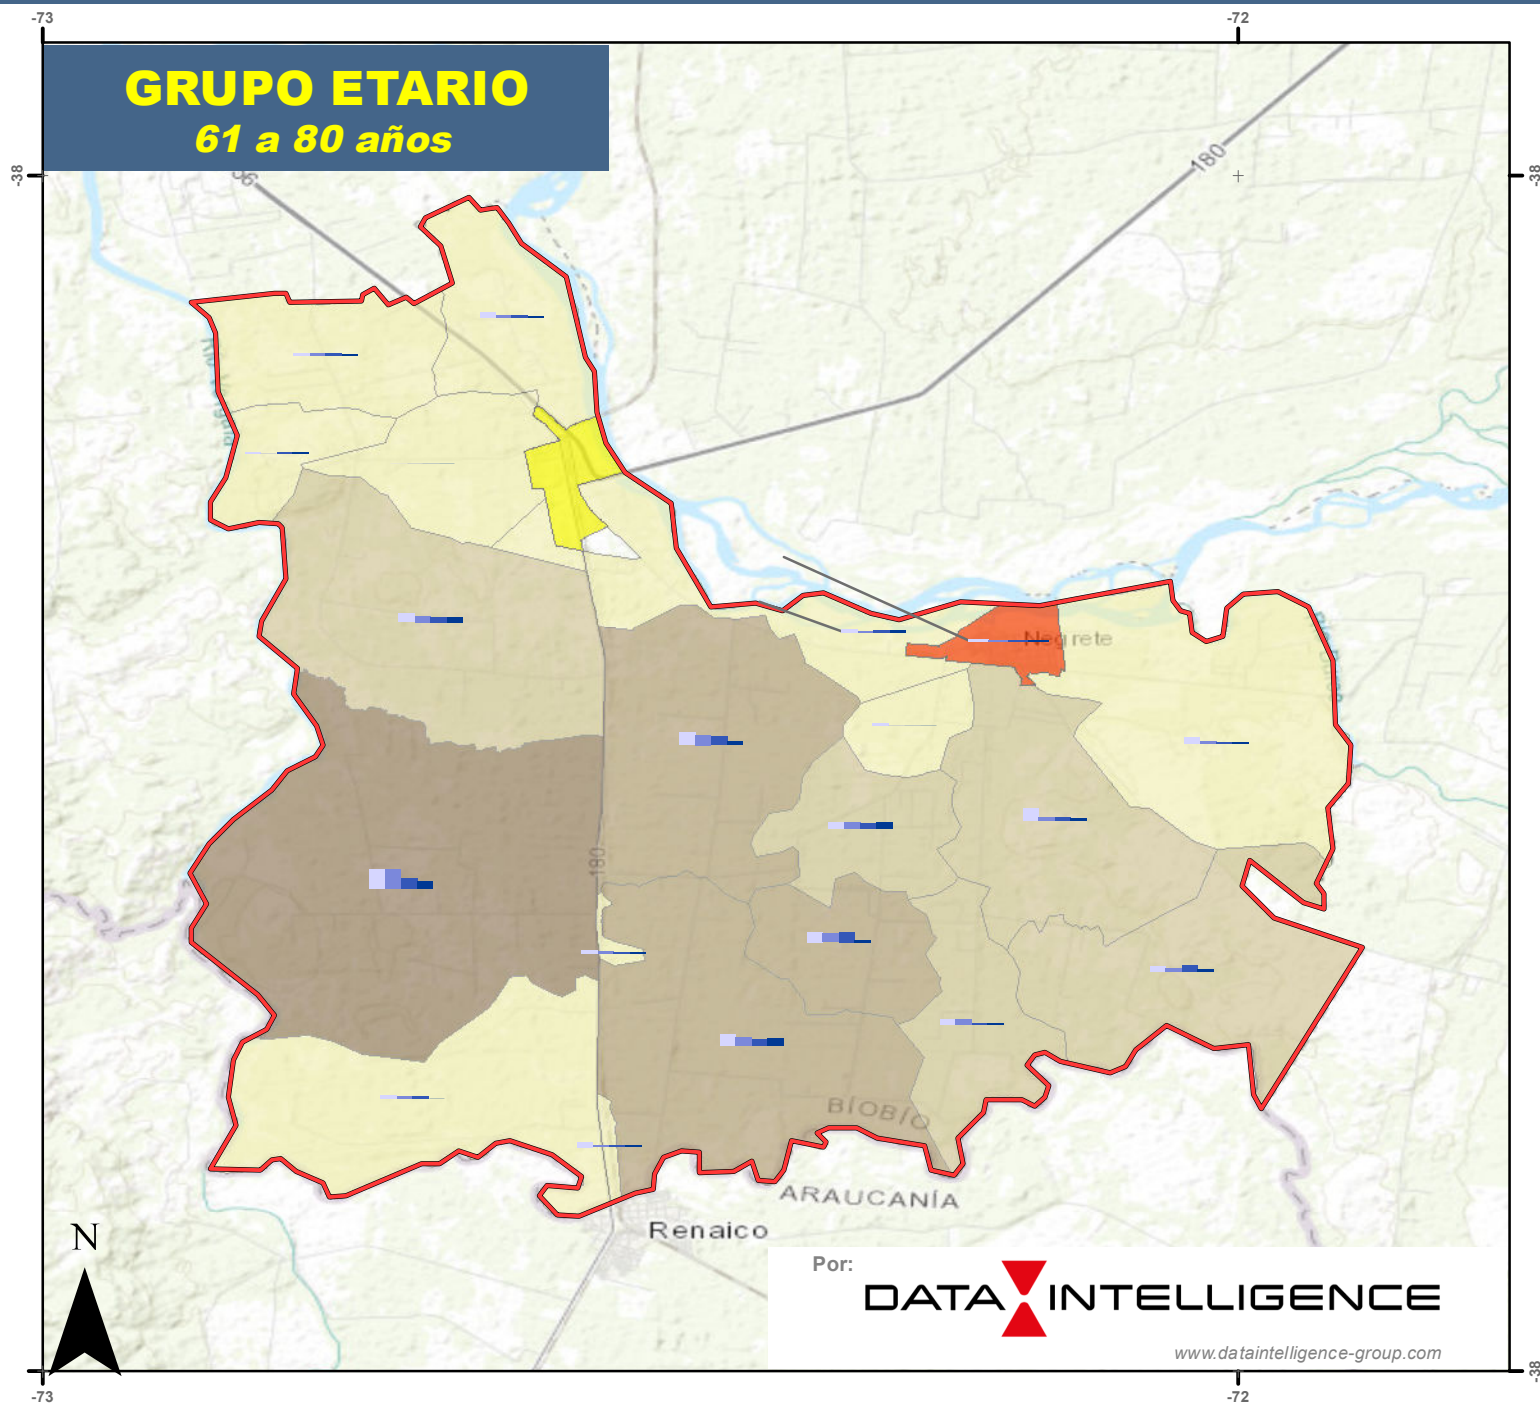 -73
-72
GRUPO ETARIO
61 a 80 años
-38
-38
180
Negrete
180
BÍOBÍO
ARAUCANÍA
Renaico
N
Por:
DATA INTELLIGENCE
www.dataintelligence-group.com
-38
-73
-72